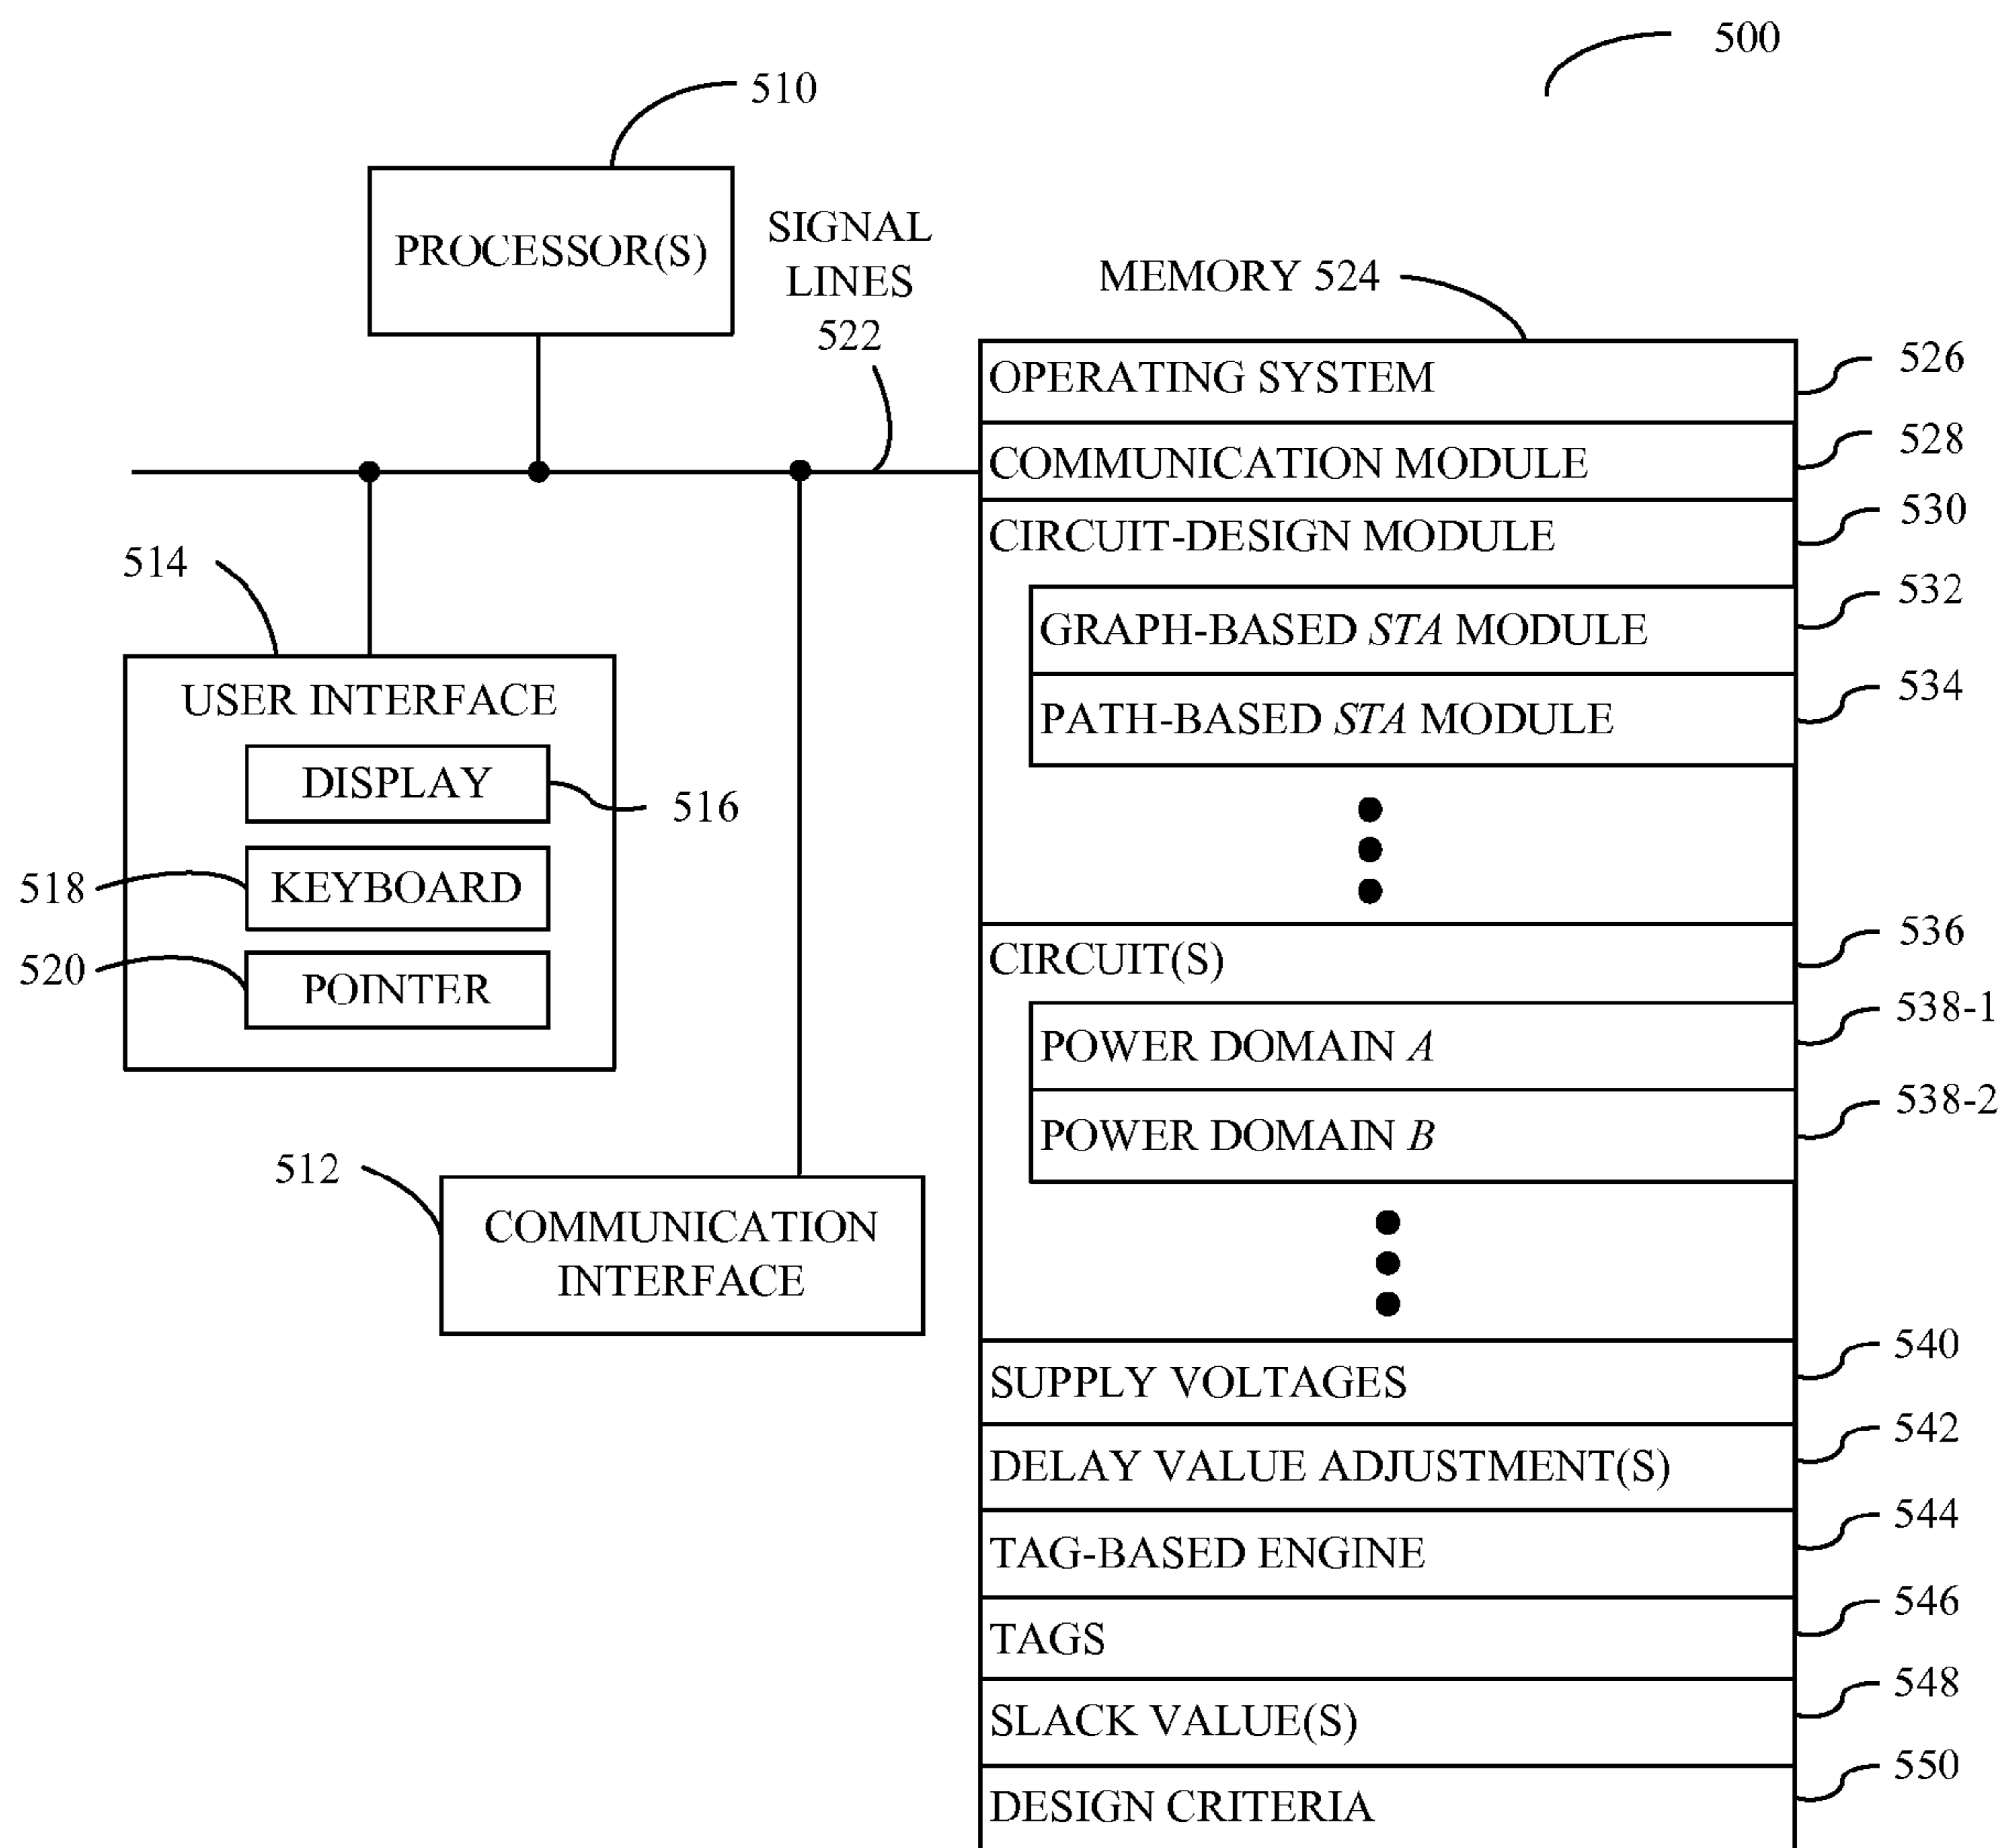 500
510
PROCESSOR(S)
SIGNAL
LINES
522
MEMORY 524
OPERATING SYSTEM
526
COMMUNICATION MODULE
528
CIRCUIT-DESIGN MODULE
530
GRAPH-BASED STA MODULE
532
PATH-BASED STA MODULE
534
514
USER INTERFACE
DISPLAY
516
518
KEYBOARD
520
POINTER
512
COMMUNICATION
INTERFACE
CIRCUIT(S)
536
POWER DOMAIN A
538-1
POWER DOMAIN B
538-2
SUPPLY VOLTAGES
540
DELAY VALUE ADJUSTMENT(S)
542
TAG-BASED ENGINE
544
TAGS
546
SLACK VALUE(S)
548
DESIGN CRITERIA
550